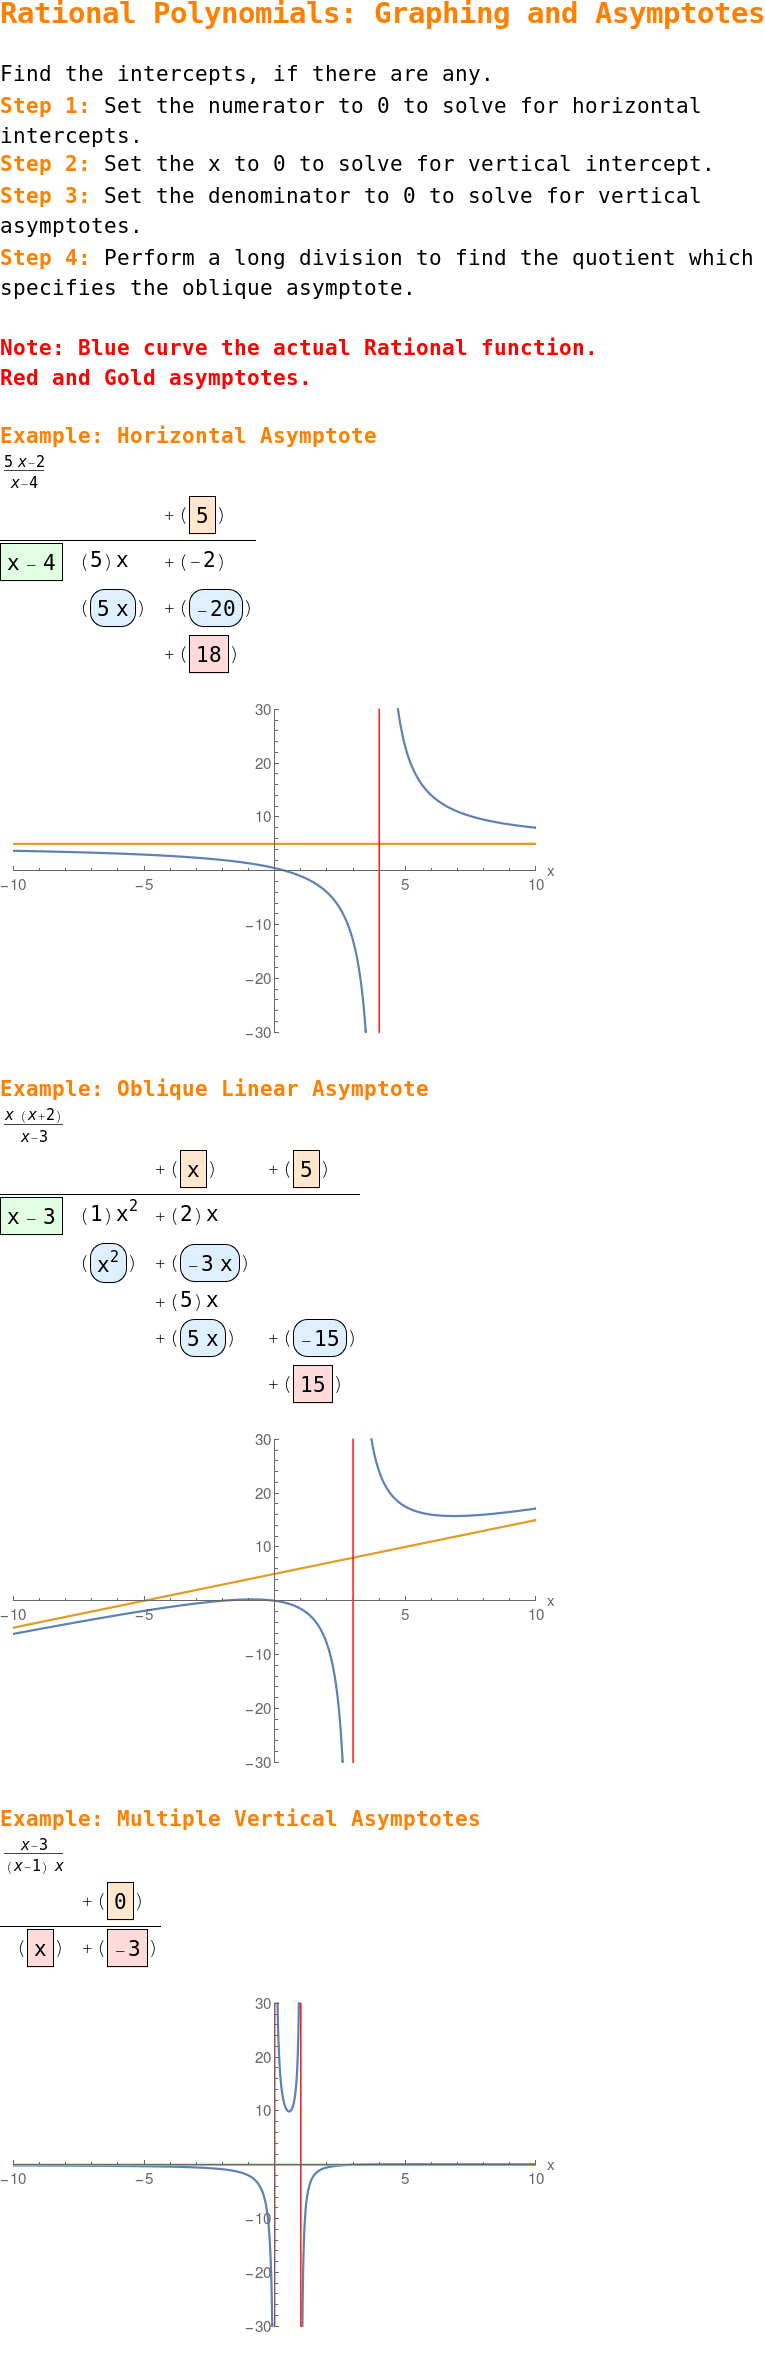 Rational Polynomials: Graphing and Asymptotes
Find the intercepts, if there are any.
Step 1: Set the numerator to 0 to solve for horizontal
intercepts.
Step 2: Set the x to 0 to solve for vertical intercept.
Step 3: Set the denominator to 0 to solve for vertical
asymptotes.
Step 4: Perform a long division to find the quotient which
specifies the oblique asymptote.
Note: Blue curve the actual Rational function.
Red and Gold asymptotes.
Example: Horizontal Asymptote
5 x−2
x−4
+ ( 5 )
x − 4 (5) x + (−2)
( 5 x ) + ( −20 )
+ ( 18 )
30
20
10
−10 −5 5 10 x
−10
−20
−30
Example: Oblique Linear Asymptote
x (x+2)
x−3
+ ( x ) + ( 5 )
x − 3 (1) x² + (2) x
( x² ) + ( −3 x )
+ (5) x
+ ( 5 x ) + ( −15 )
+ ( 15 )
30
20
10
−10 −5 5 10 x
−10
−20
−30
Example: Multiple Vertical Asymptotes
x−3
(x−1) x
+ ( 0 )
( x ) + ( −3 )
30
20
10
−10 −5 5 10 x
−10
−20
−30